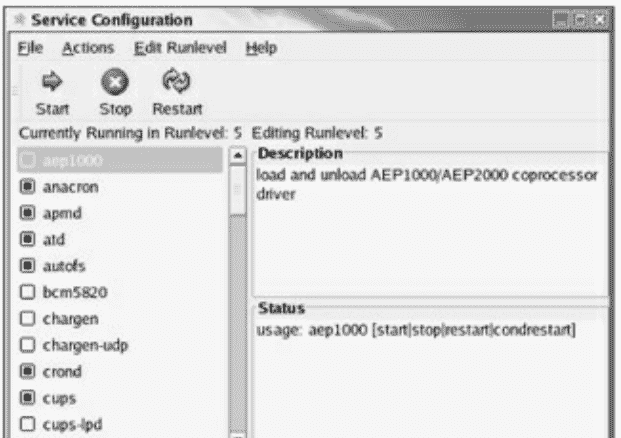 Service Configuration
File Actions Edit Runlevel Help
Start Stop Restart
Currently Running in Runlevel: 5 Editing Runlevel: 5
aep1000
anacron
apmd
atd
autofs
bcm5820
chargen
chargen-udp
crond
cups
cups-lpd
Description
load and unload AEP1000/AEP2000 coprocessor
driver
Status
usage: aep1000 [start|stop|restart|condrestart]